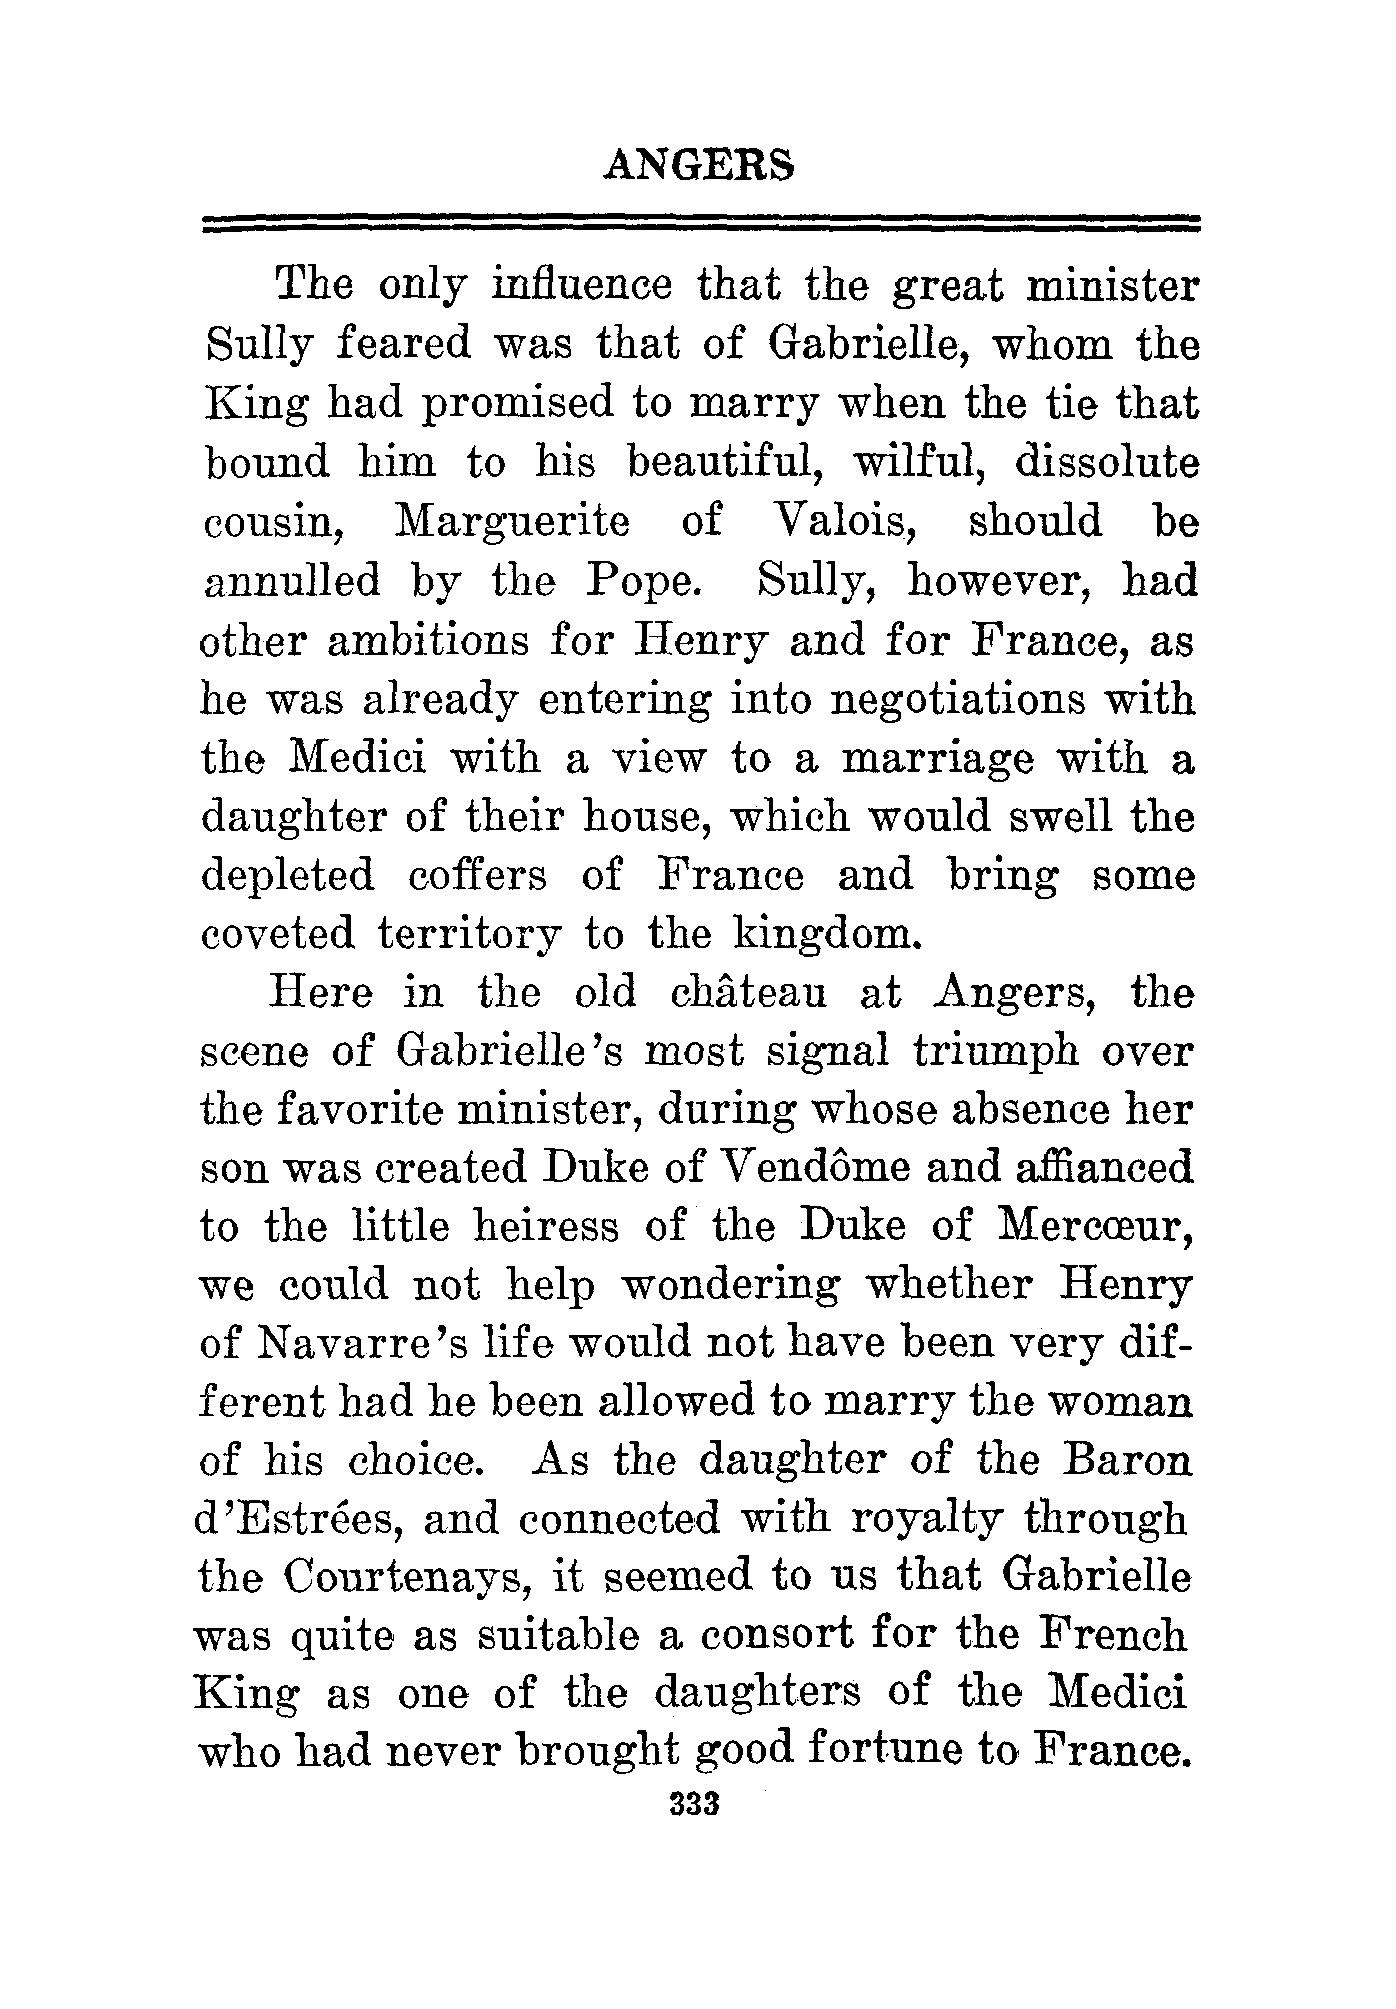 ANGERS
The only influence that the great minister
Sully feared was that of Gabrielle, whom the
King had promised to marry when the tie that
bound him to his beautiful, wilful, dissolute
cousin, Marguerite of Valois, should be
annulled by the Pope. Sully, however, had
other ambitions for Henry and for France, as
he was already entering into negotiations with
the Medici with a view to a marriage with a
daughter of their house, which would swell the
depleted coffers of France and bring some
coveted territory to the kingdom.
Here in the old château at Angers, the
scene of Gabrielle's most signal triumph over
the favorite minister, during whose absence her
son was created Duke of Vendôme and affianced
to the little heiress of the Duke of Mercœur,
we could not help wondering whether Henry
of Navarre's life would not have been very dif-
ferent had he been allowed to marry the woman
of his choice. As the daughter of the Baron
d'Estrées, and connected with royalty through
the Courtenays, it seemed to us that Gabrielle
was quite as suitable a consort for the French
King as one of the daughters of the Medici
who had never brought good fortune to France.
333